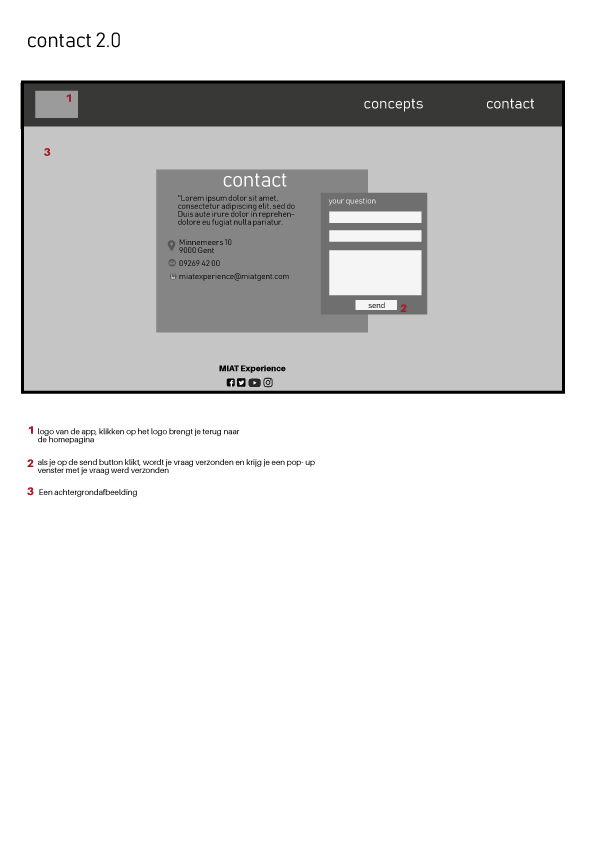 contact 2.0
1
concepts
contact
3
contact
"Lorem ipsum dolor sit amet,
consectetur adipiscing elit, sed do
Duis aute irure dolor in reprehen-
dolore eu fugiat nulla pariatur.
Minnemeers 10
9000 Gent
09269 42 00
miatexperience@miatgent.com
your question
send
2
MIAT Experience
1 logo van de app, klikken op het logo brengt je terug naar
de homepagina
2 als je op de send button klikt, wordt je vraag verzonden en krijg je een pop- up
venster met je vraag werd verzonden
3 Een achtergrondafbeelding